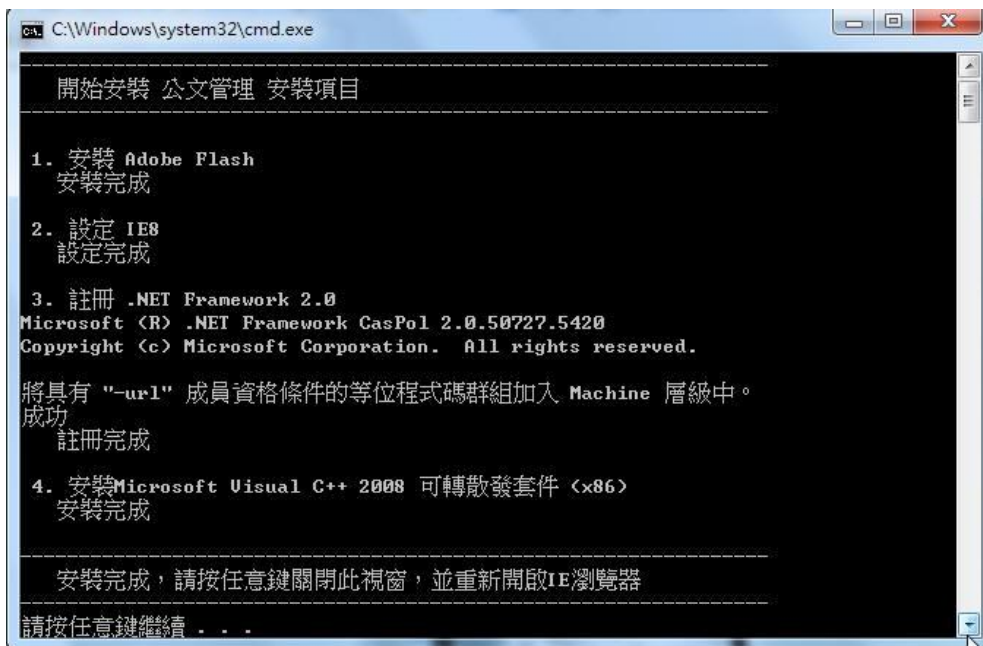 C:\Windows\system32\cmd.exe
開始安裝 公文管理 安裝項目
1. 安裝 Adobe Flash
安裝完成
2. 設定 IE8
設定完成
3. 註冊 .NET Framework 2.0
Microsoft (R) .NET Framework CasPol 2.0.50727.5420
Copyright (c) Microsoft Corporation.  All rights reserved.
將具有 "-url" 成員資格條件的等位程式碼群組加入 Machine 層級中。
成功
註冊完成
4. 安裝Microsoft Visual C++ 2008 可轉散發套件 (x86)
安裝完成
安裝完成，請按任意鍵關閉此視窗，並重新開啟IE瀏覽器
請按任意鍵繼續 . . .